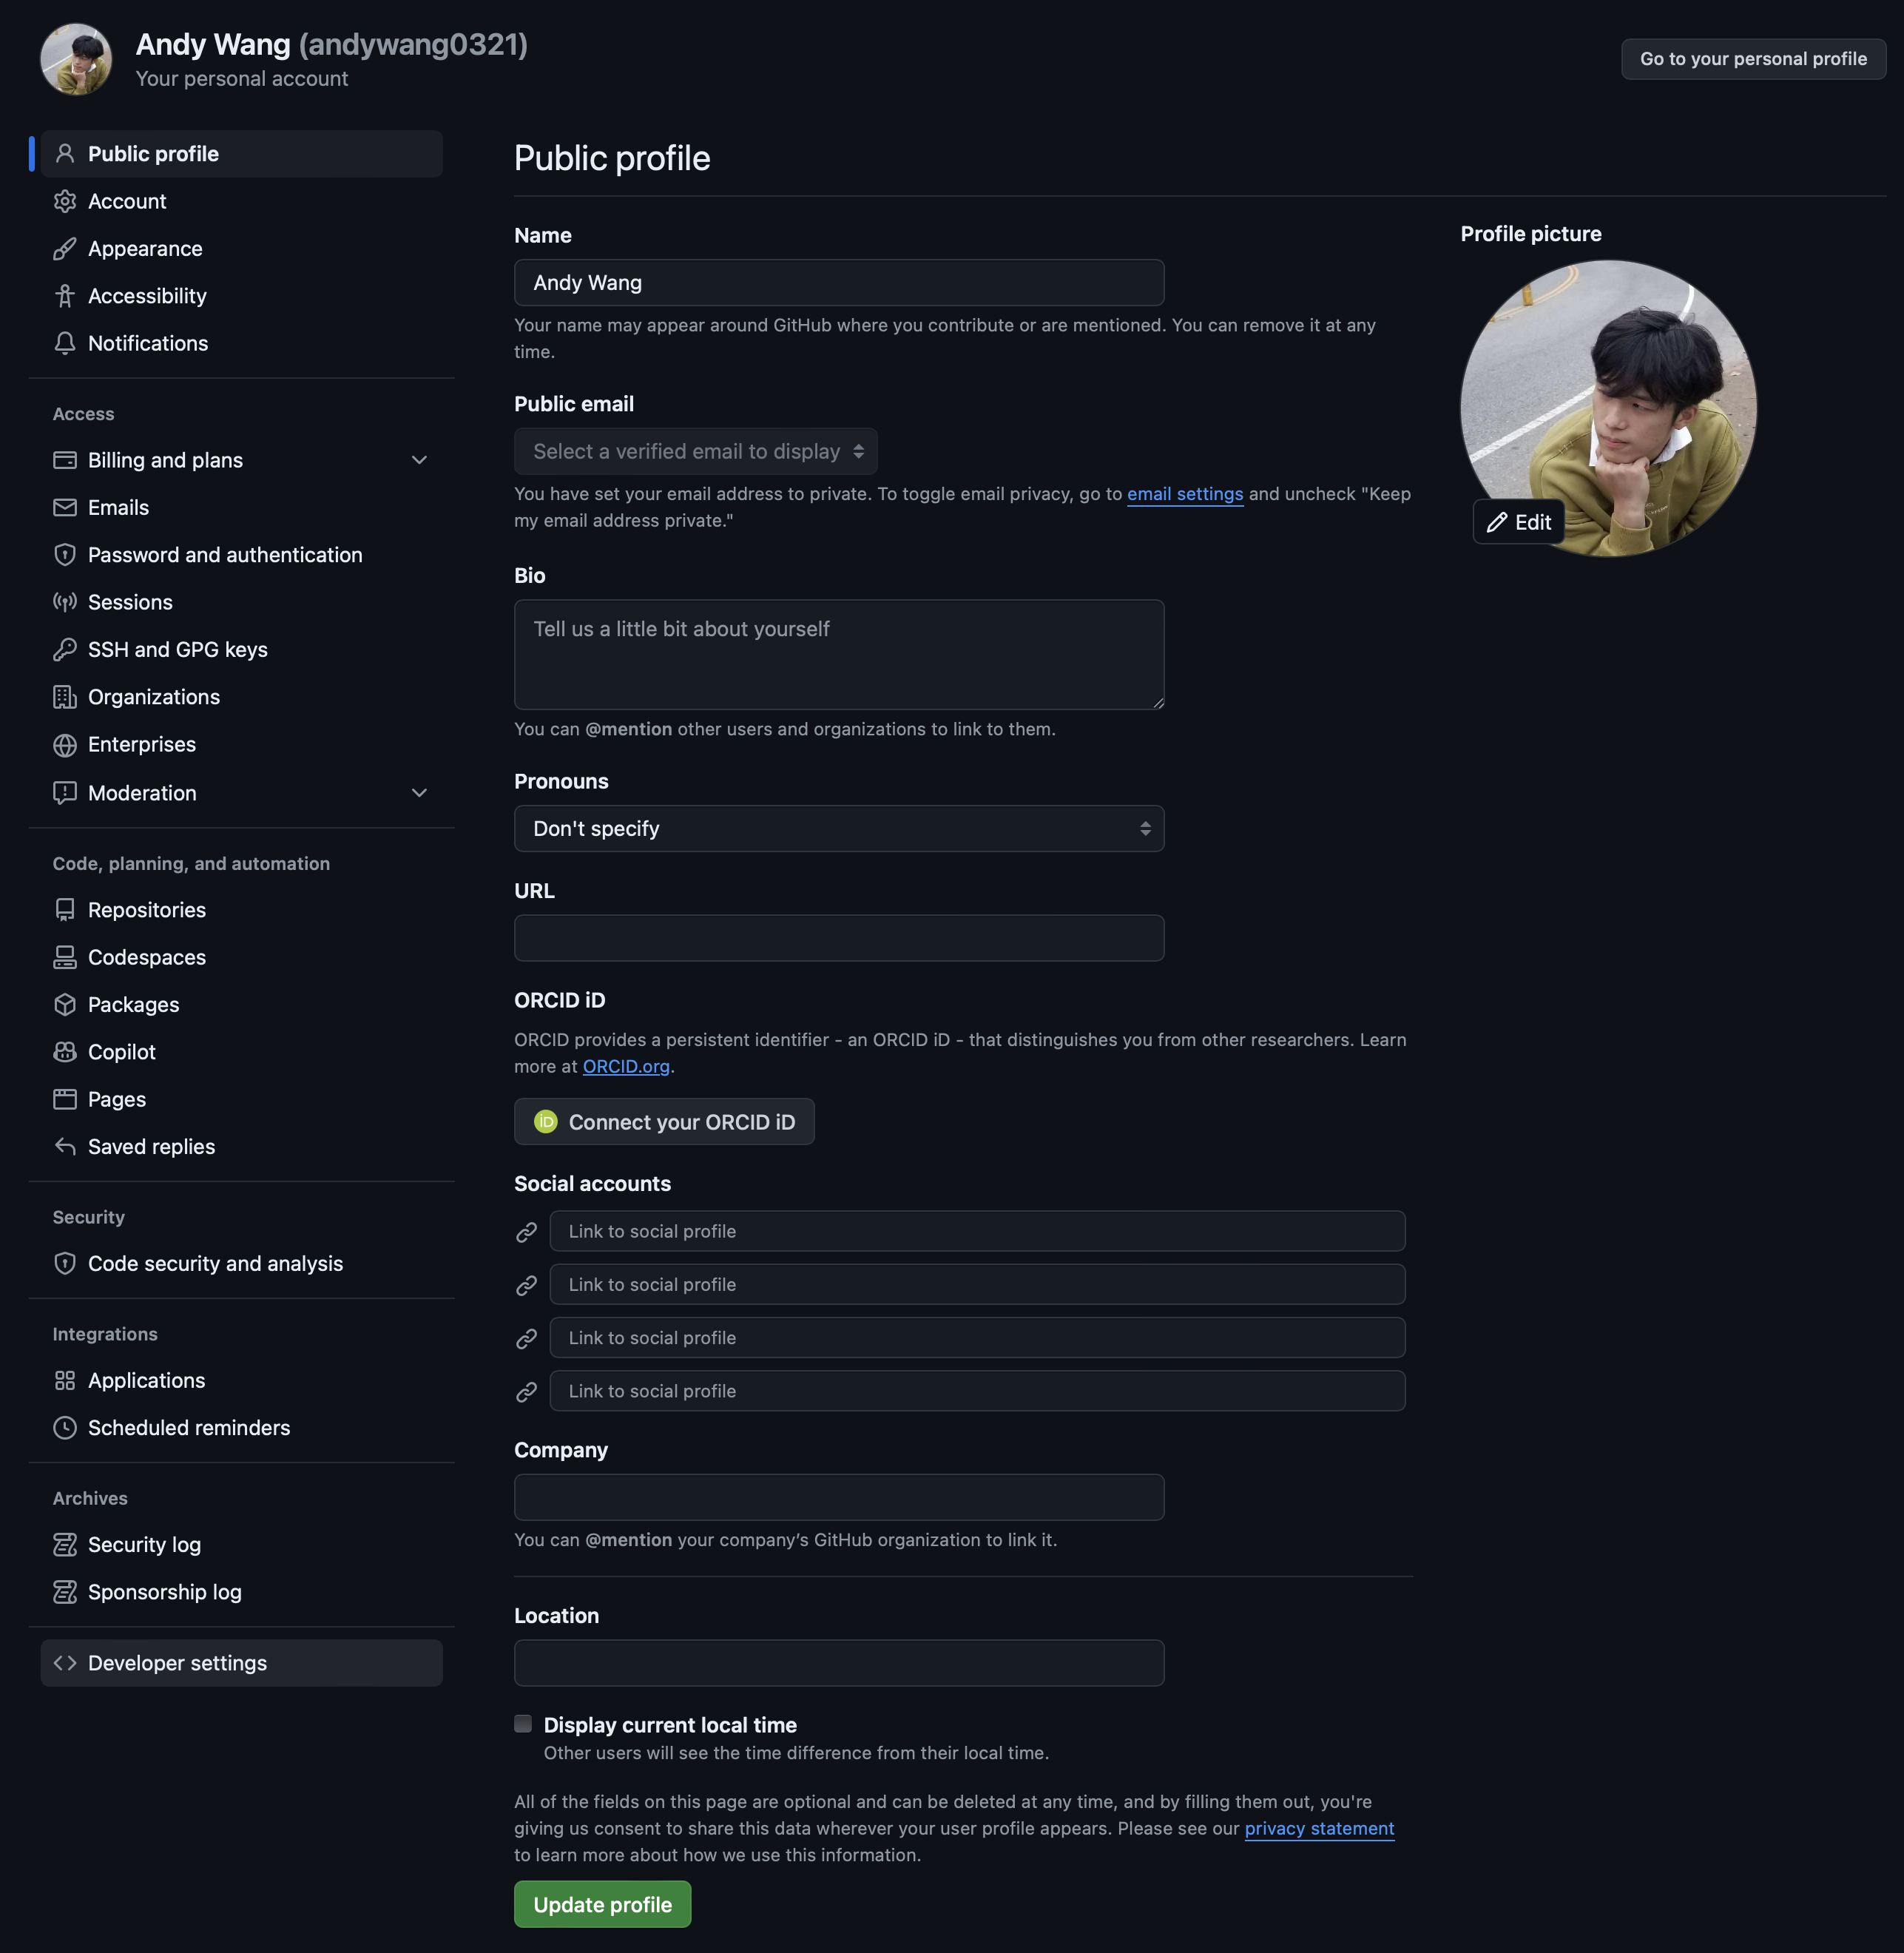 Andy Wang (andywang0321)
Your personal account
Go to your personal profile
Public profile
Account
Appearance
Accessibility
Notifications
Access
Billing and plans
Emails
Password and authentication
Sessions
SSH and GPG keys
Organizations
Enterprises
Moderation
Code, planning, and automation
Repositories
Codespaces
Packages
Copilot
Pages
Saved replies
Security
Code security and analysis
Integrations
Applications
Scheduled reminders
Archives
Security log
Sponsorship log
Developer settings
Public profile
Name
Andy Wang
Your name may appear around GitHub where you contribute or are mentioned. You can remove it at any
time.
Public email
Select a verified email to display
You have set your email address to private. To toggle email privacy, go to email settings and uncheck "Keep
my email address private."
Bio
Tell us a little bit about yourself
You can @mention other users and organizations to link to them.
Pronouns
Don't specify
URL
ORCID iD
ORCID provides a persistent identifier - an ORCID iD - that distinguishes you from other researchers. Learn
more at ORCID.org.
iD Connect your ORCID iD
Social accounts
Link to social profile
Link to social profile
Link to social profile
Link to social profile
Company
You can @mention your company’s GitHub organization to link it.
Location
Display current local time
Other users will see the time difference from their local time.
All of the fields on this page are optional and can be deleted at any time, and by filling them out, you're
giving us consent to share this data wherever your user profile appears. Please see our privacy statement
to learn more about how we use this information.
Update profile
Profile picture
Edit